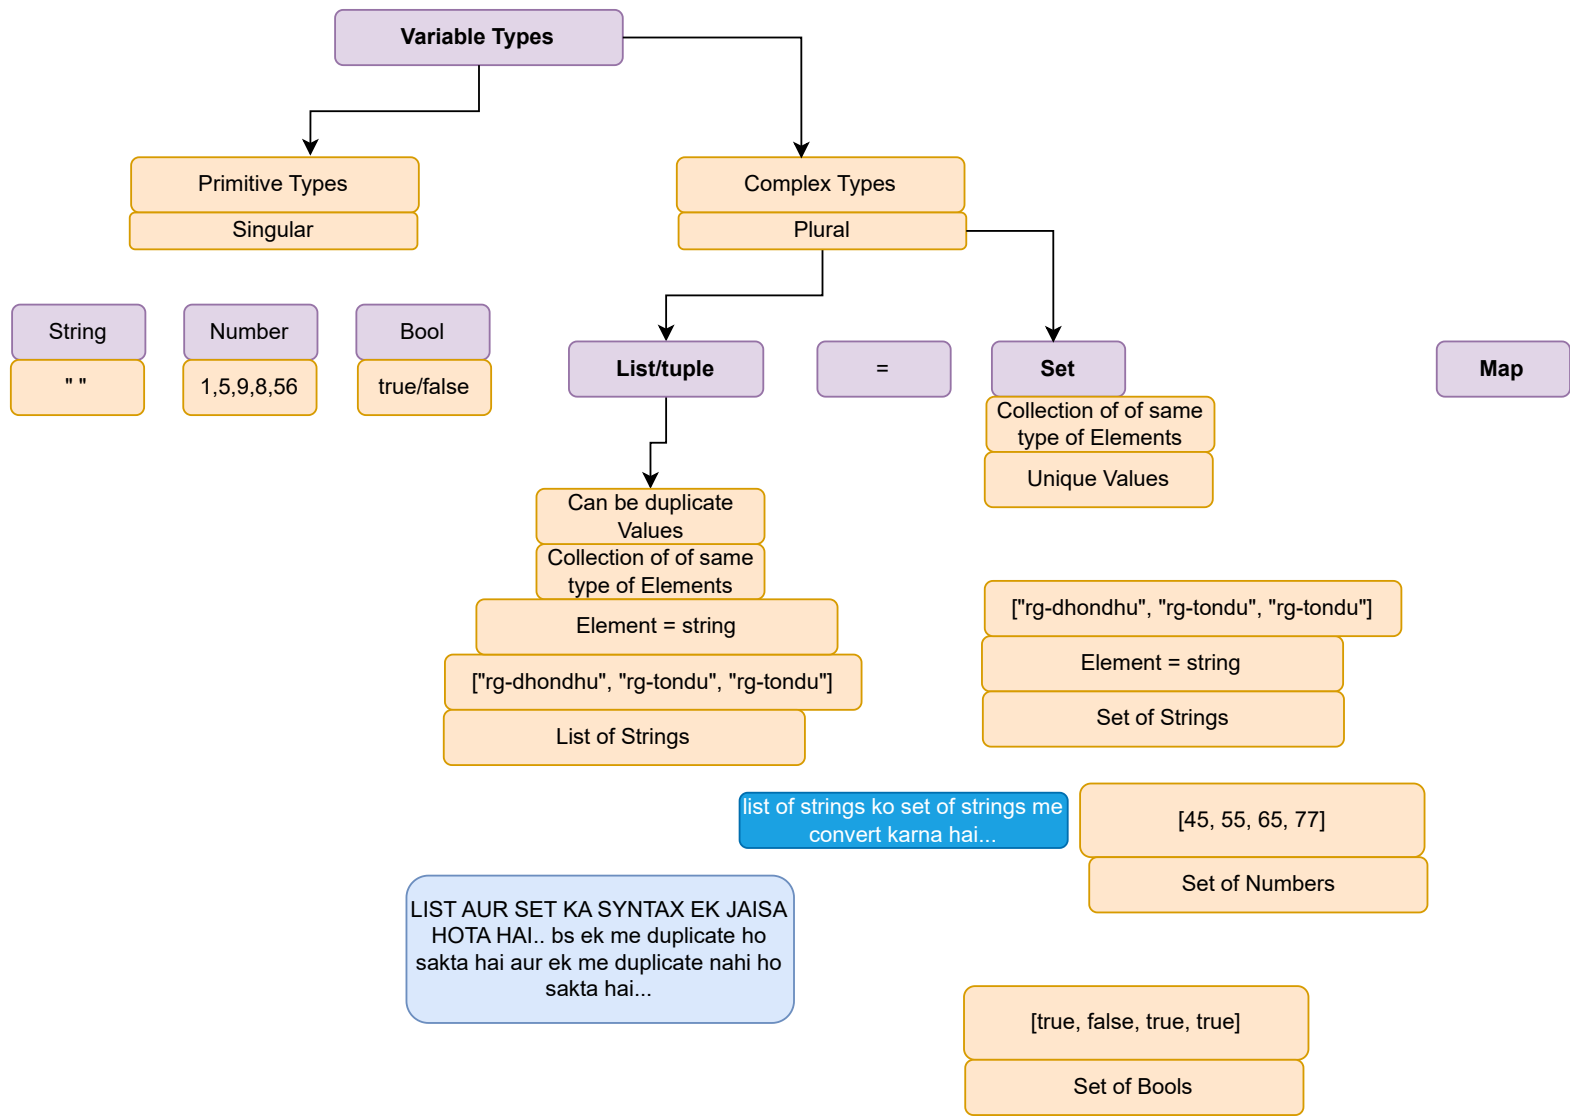 Variable Types
Primitive Types
Singular
Complex Types
Plural
String
" "
Number
1,5,9,8,56
Bool
true/false
List/tuple
=
Set
Map
Collection of of same
type of Elements
Unique Values
Can be duplicate
Values
Collection of of same
type of Elements
Element = string
["rg-dhondhu", "rg-tondu", "rg-tondu"]
List of Strings
["rg-dhondhu", "rg-tondu", "rg-tondu"]
Element = string
Set of Strings
list of strings ko set of strings me
convert karna hai...
[45, 55, 65, 77]
Set of Numbers
LIST AUR SET KA SYNTAX EK JAISA
HOTA HAI.. bs ek me duplicate ho
sakta hai aur ek me duplicate nahi ho
sakta hai...
[true, false, true, true]
Set of Bools